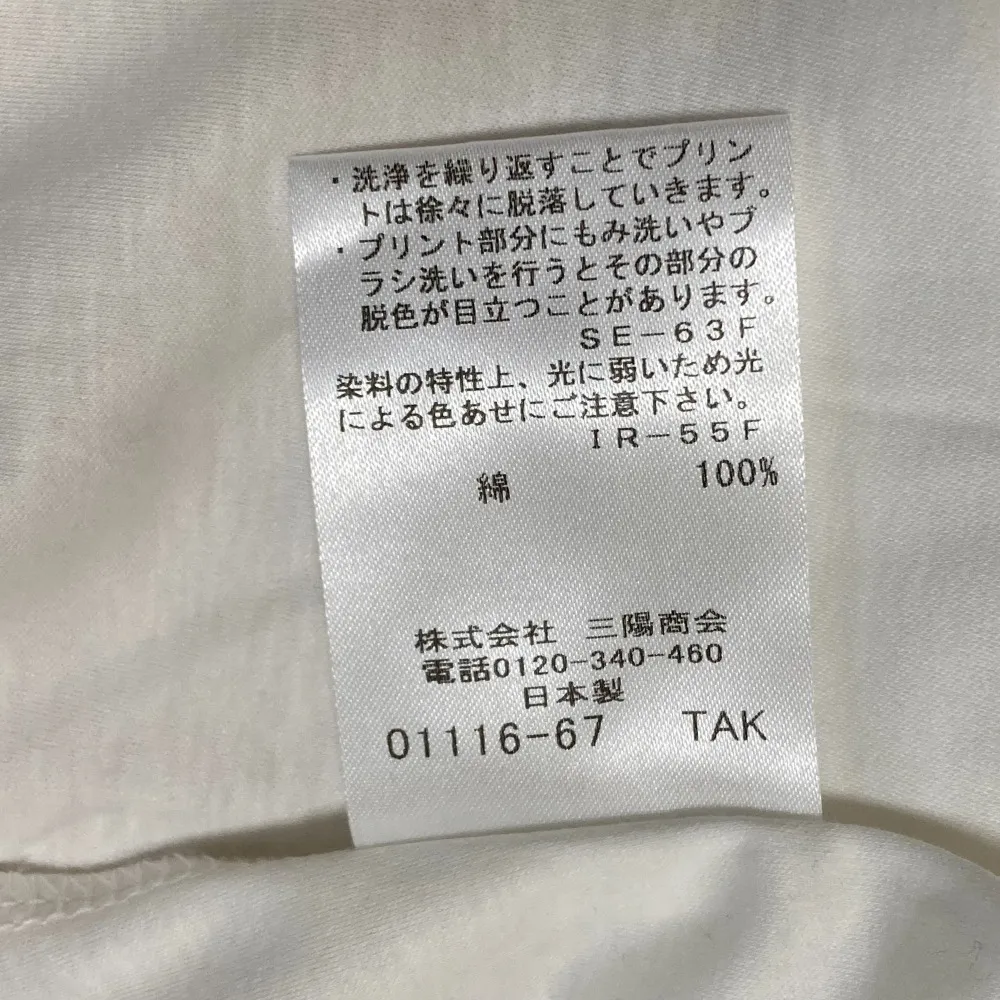 ・洗浄を繰り返すことでプリン
トは徐々に脱落していきます。
・プリント部分にもみ洗いやブ
ラシ洗いを行うとその部分の
脱色が目立つことがあります。
SE－63F
染料の特性上、光に弱いため光
による色あせにご注意下さい。
IR－55F
綿 100%
株式会社 三陽商会
電話0120-340-460
日本製
01116-67 TAK